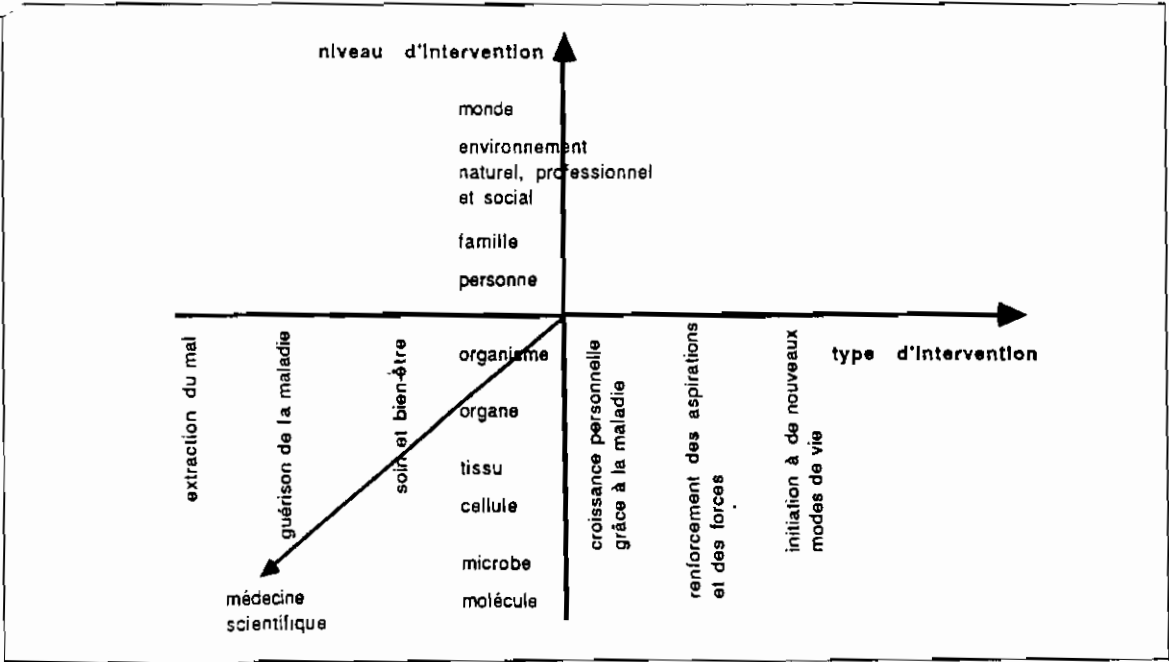 niveau d'intervention
monde
environnement
naturel, professionnel
et social
famille
personne
organisme
organe
tissu
cellule
microbe
molécule
type d'intervention
extraction du mal
guérison de la maladie
soin et bien-être
croissance personnelle
grâce à la maladie
renforcement des aspirations
et des forces
initiation à de nouveaux
modes de vie
médecine
scientifique